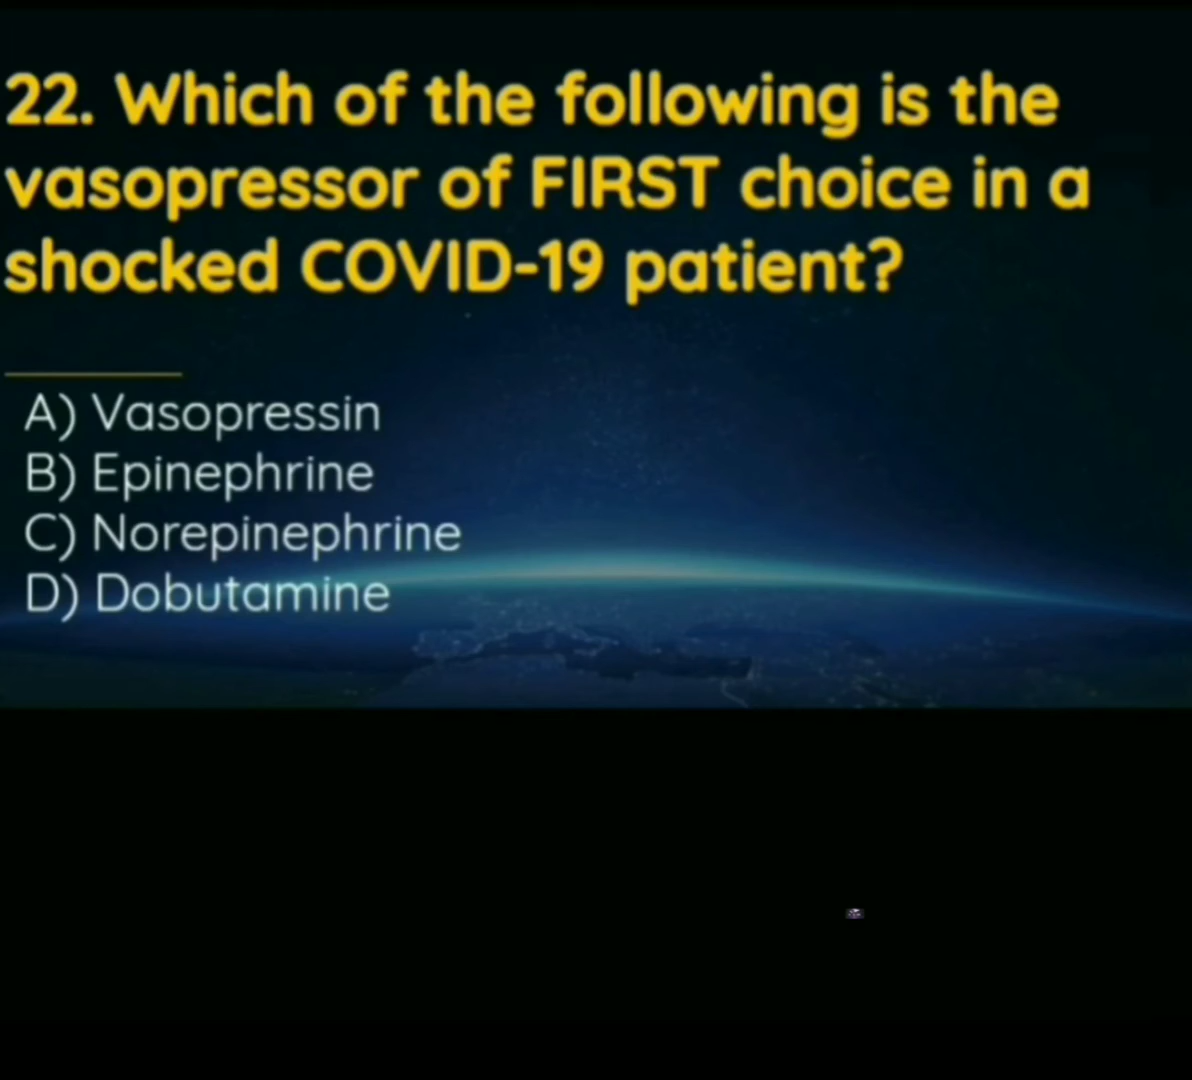 22. Which of the following is the
vasopressor of FIRST choice in a
shocked COVID-19 patient?
A) Vasopressin
B) Epinephrine
C) Norepinephrine
D) Dobutamine